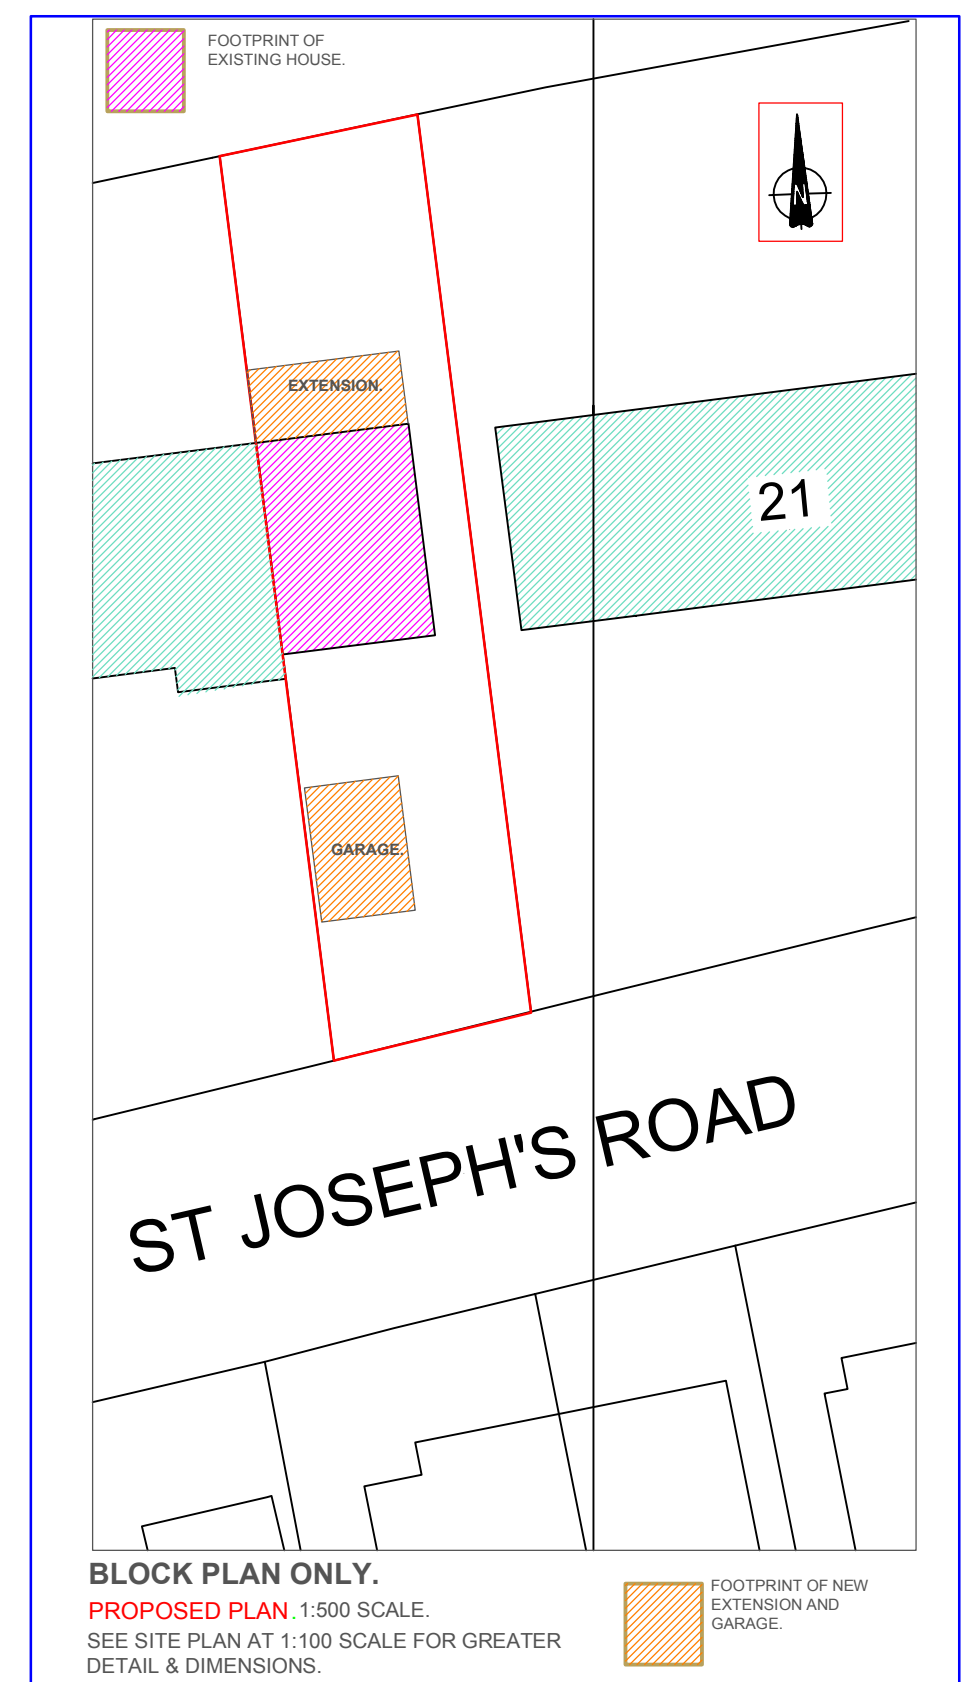 FOOTPRINT OF
EXISTING HOUSE.
N
EXTENSION.
21
GARAGE.
ST JOSEPH'S ROAD
BLOCK PLAN ONLY.
PROPOSED PLAN. 1:500 SCALE.
SEE SITE PLAN AT 1:100 SCALE FOR GREATER
DETAIL & DIMENSIONS.
FOOTPRINT OF NEW
EXTENSION AND
GARAGE.